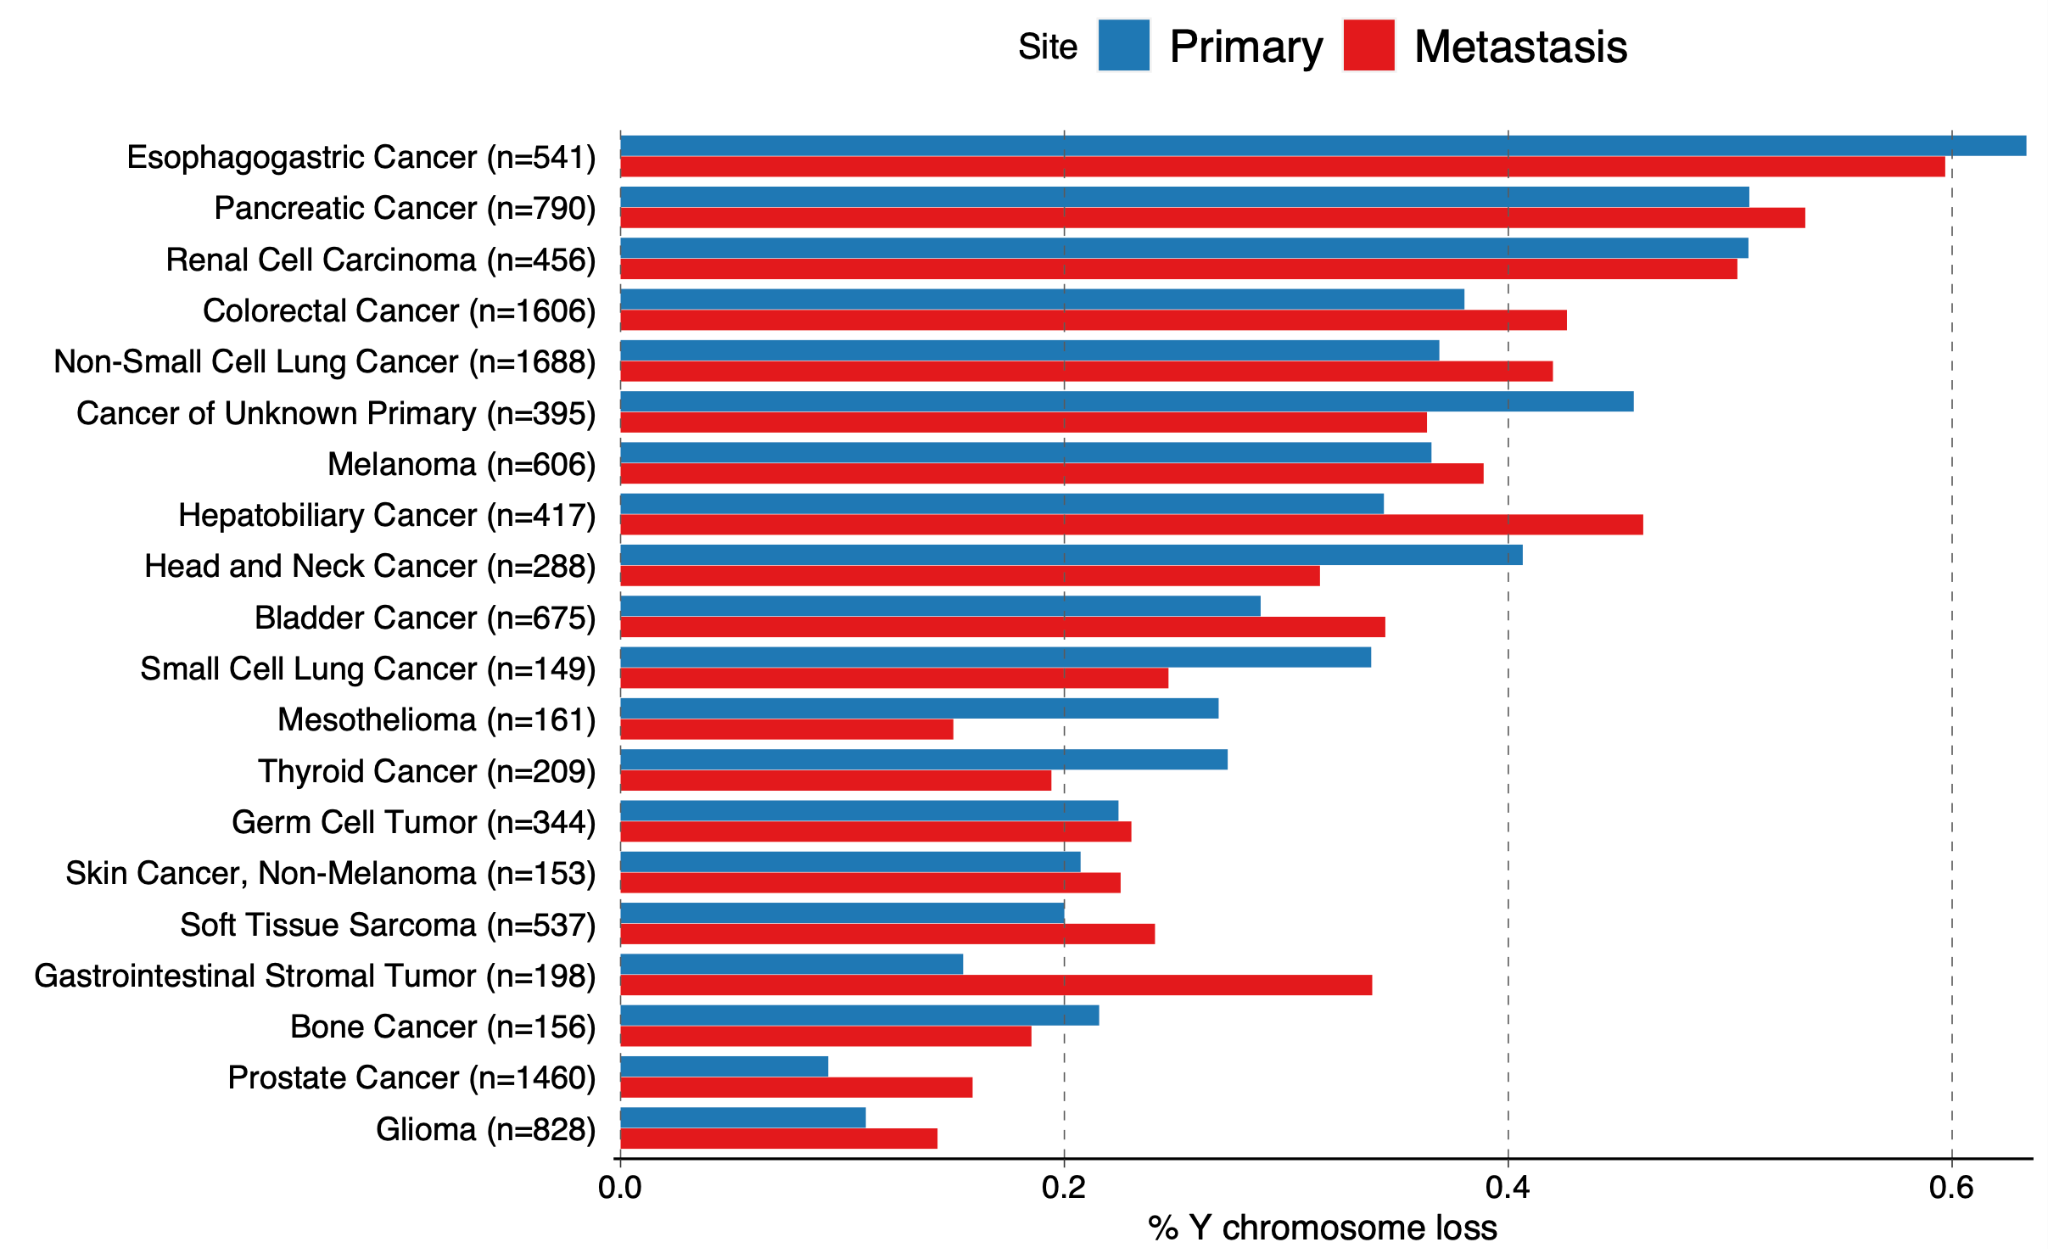 Site Primary Metastasis
Esophagogastric Cancer (n=541)
Pancreatic Cancer (n=790)
Renal Cell Carcinoma (n=456)
Colorectal Cancer (n=1606)
Non-Small Cell Lung Cancer (n=1688)
Cancer of Unknown Primary (n=395)
Melanoma (n=606)
Hepatobiliary Cancer (n=417)
Head and Neck Cancer (n=288)
Bladder Cancer (n=675)
Small Cell Lung Cancer (n=149)
Mesothelioma (n=161)
Thyroid Cancer (n=209)
Germ Cell Tumor (n=344)
Skin Cancer, Non-Melanoma (n=153)
Soft Tissue Sarcoma (n=537)
Gastrointestinal Stromal Tumor (n=198)
Bone Cancer (n=156)
Prostate Cancer (n=1460)
Glioma (n=828)
0.0 0.2 0.4 0.6
% Y chromosome loss